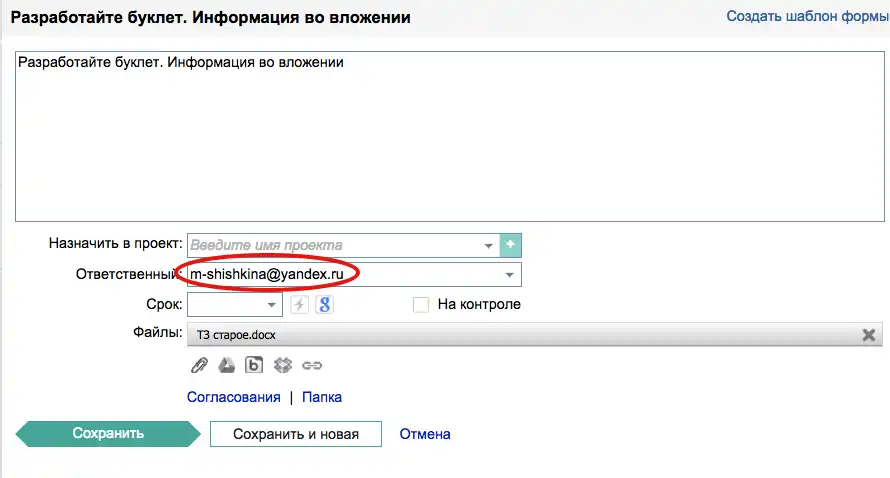 Разработайте буклет. Информация во вложении
Создать шаблон формы
Разработайте буклет. Информация во вложении
Назначить в проект: Введите имя проекта +
Ответственный: m-shishkina@yandex.ru
Срок: 8 На контроле
Файлы: ТЗ старое.docx
b
Согласования | Папка
Сохранить Сохранить и новая Отмена